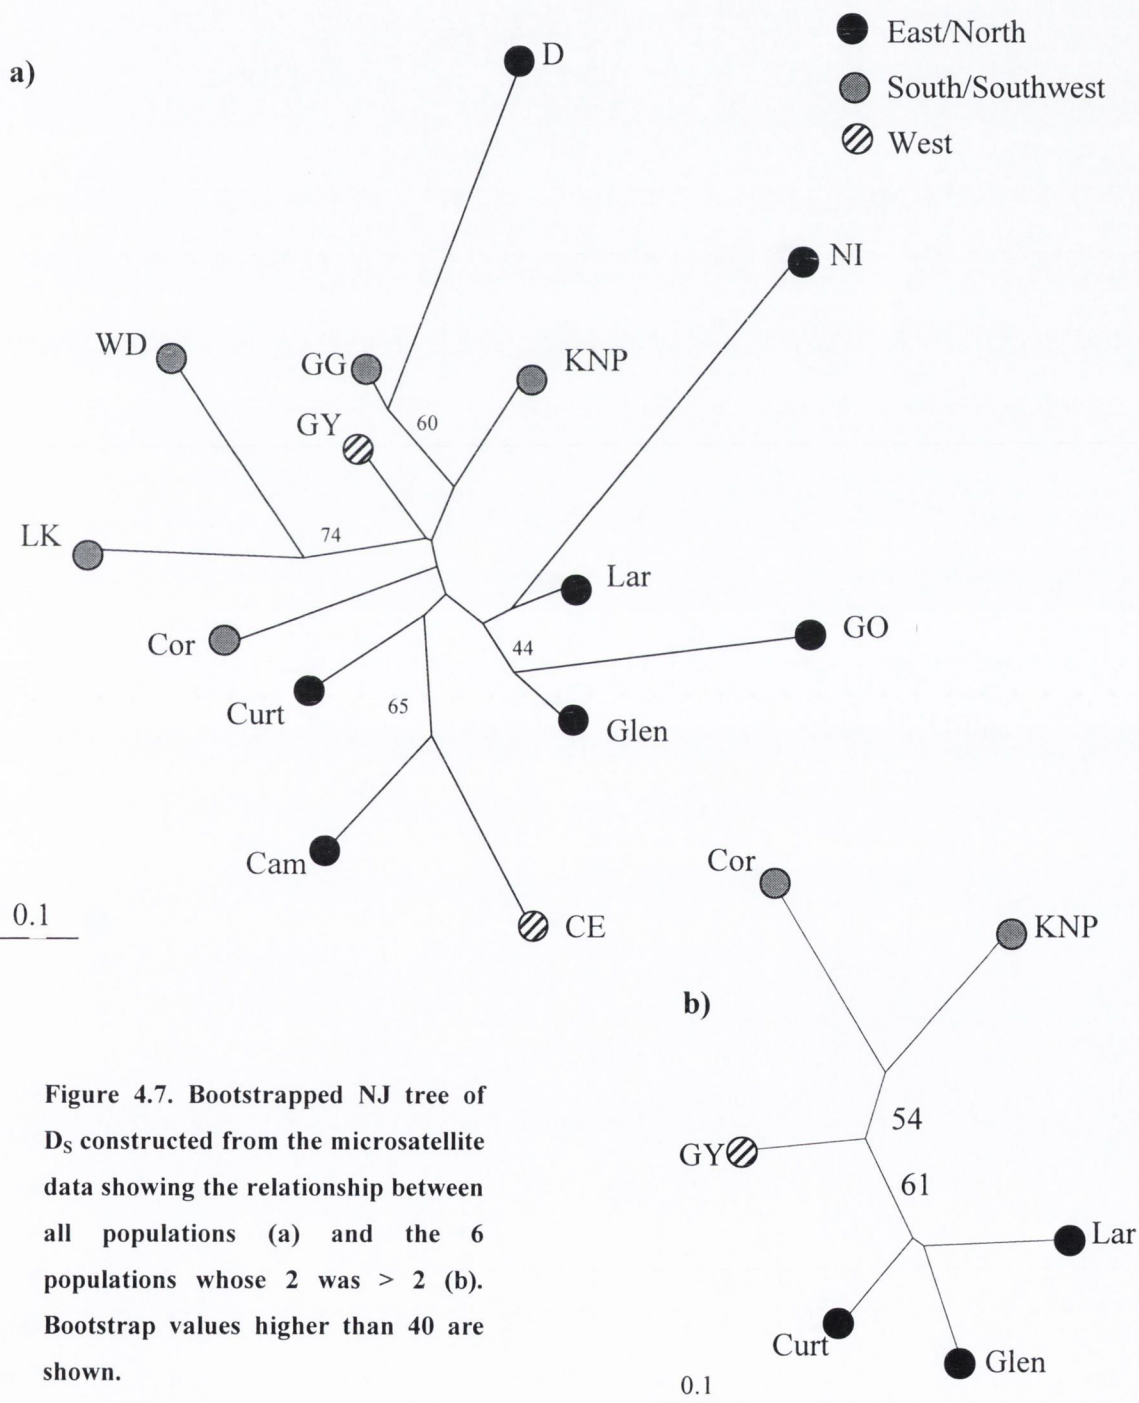 East/North
South/Southwest
West
a)
D
NI
WD
GG
KNP
GY
60
74
LK
Lar
GO
Cor
44
Curt
65
Glen
Cam
CE
0.1
b)
Cor
KNP
54
GY
61
Lar
Curt
Glen
0.1
Figure 4.7. Bootstrapped NJ tree of
DS constructed from the microsatellite
data showing the relationship between
all populations (a) and the 6
populations whose 2 was > 2 (b).
Bootstrap values higher than 40 are
shown.